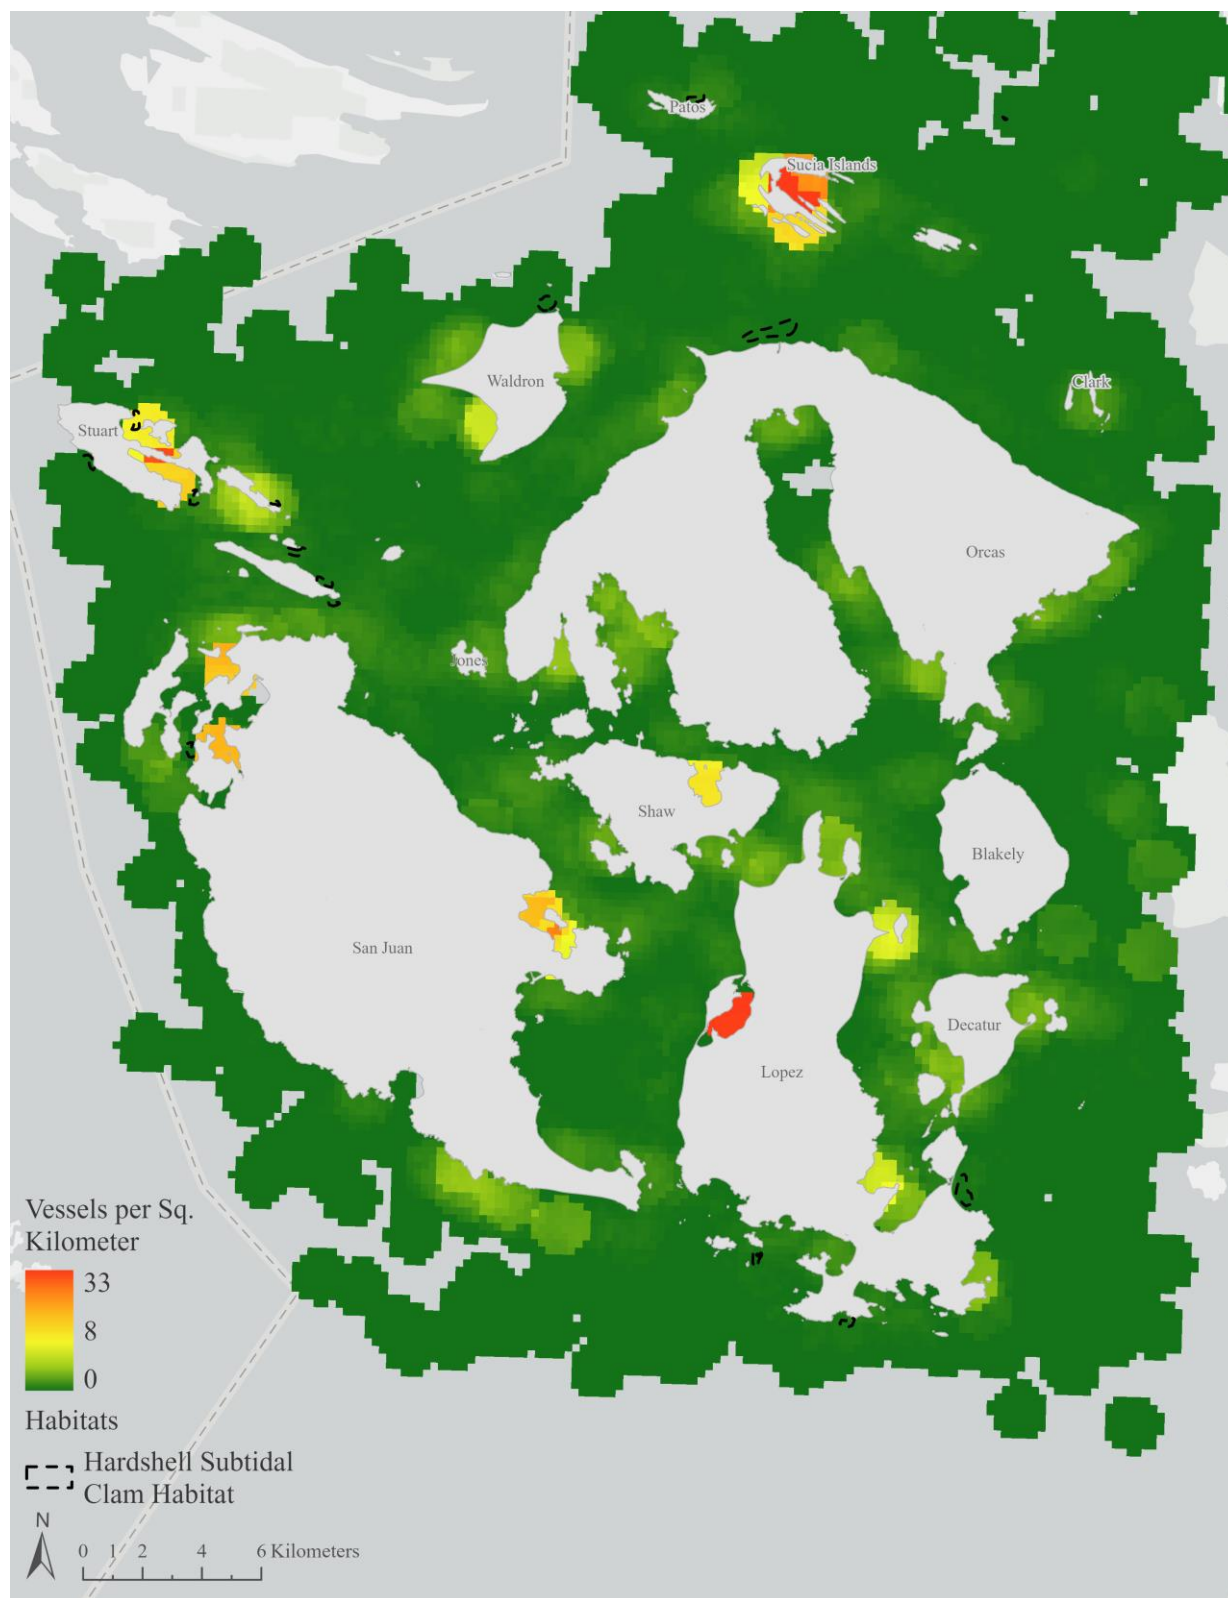 Patos
Sucia Islands
Waldron
Clark
Stuart
Orcas
Jones
Shaw
Blakely
San Juan
Decatur
Lopez
Vessels per Sq.
Kilometer
33
8
0
Habitats
Hardshell Subtidal
Clam Habitat
N
0 1 2 4 6 Kilometers